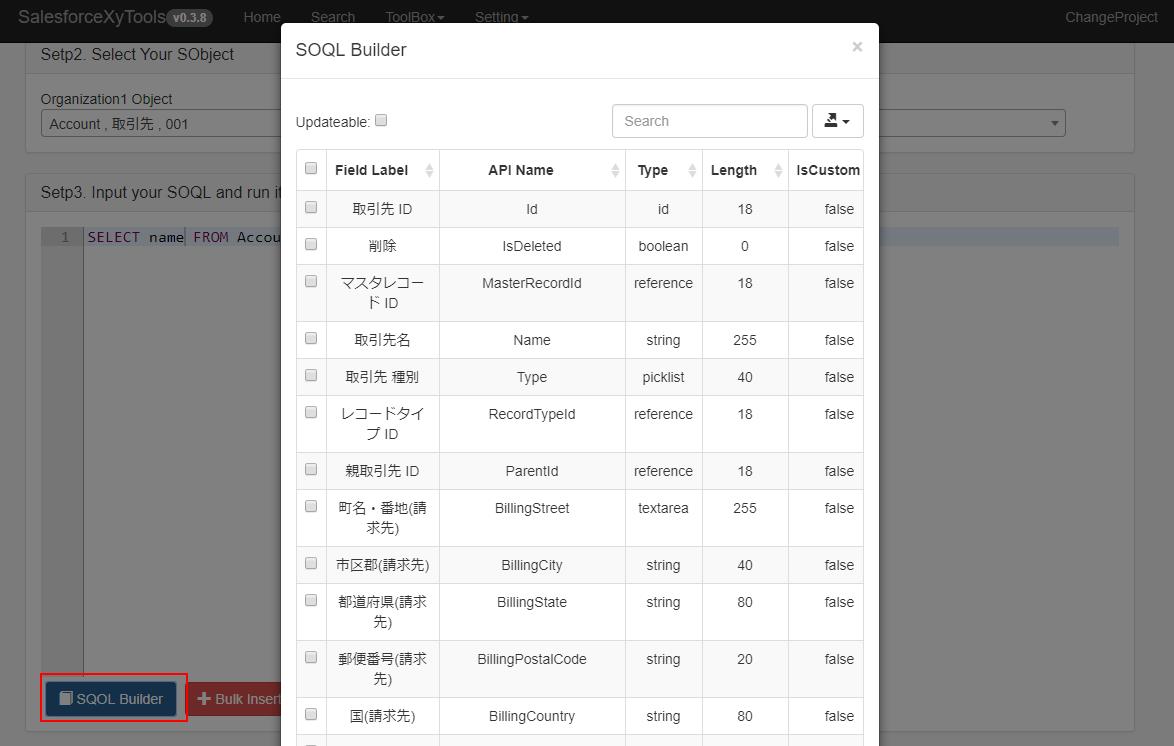 SalesforceXyTools v0.3.8 Home Search ToolBox Setting ChangeProject
Setp2. Select Your SObject
Organization1 Object
Account , 取引先 , 001
Setp3. Input your SOQL and run it
1 SELECT name FROM Accou
SQOL Builder
Bulk Insert
SOQL Builder ×
Updateable: Search
Field Label API Name Type Length IsCustom
取引先 ID Id id 18 false
削除 IsDeleted boolean 0 false
マスタレコー MasterRecordId reference 18 false
ド ID
取引先名 Name string 255 false
取引先 種別 Type picklist 40 false
レコードタイ RecordTypeId reference 18 false
プ ID
親取引先 ID ParentId reference 18 false
町名・番地(請 BillingStreet textarea 255 false
求先)
市区郡(請求先) BillingCity string 40 false
都道府県(請求 BillingState string 80 false
先)
郵便番号(請求 BillingPostalCode string 20 false
先)
国(請求先) BillingCountry string 80 false